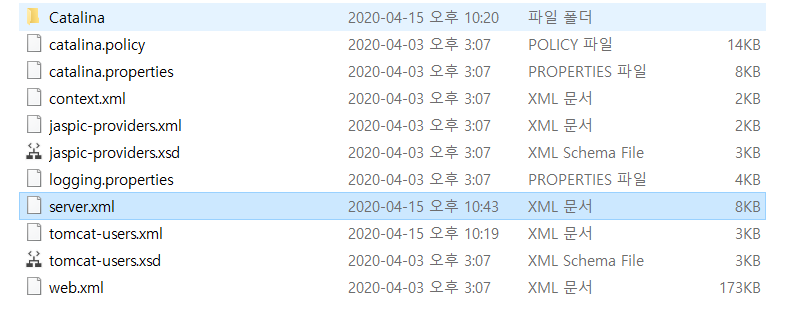 Catalina 2020-04-15 오후 10:20 파일 폴더
catalina.policy 2020-04-03 오후 3:07 POLICY 파일 14KB
catalina.properties 2020-04-03 오후 3:07 PROPERTIES 파일 8KB
context.xml 2020-04-03 오후 3:07 XML 문서 2KB
jaspic-providers.xml 2020-04-03 오후 3:07 XML 문서 2KB
jaspic-providers.xsd 2020-04-03 오후 3:07 XML Schema File 3KB
logging.properties 2020-04-03 오후 3:07 PROPERTIES 파일 4KB
server.xml 2020-04-15 오후 10:43 XML 문서 8KB
tomcat-users.xml 2020-04-15 오후 10:19 XML 문서 3KB
tomcat-users.xsd 2020-04-03 오후 3:07 XML Schema File 3KB
web.xml 2020-04-03 오후 3:07 XML 문서 173KB